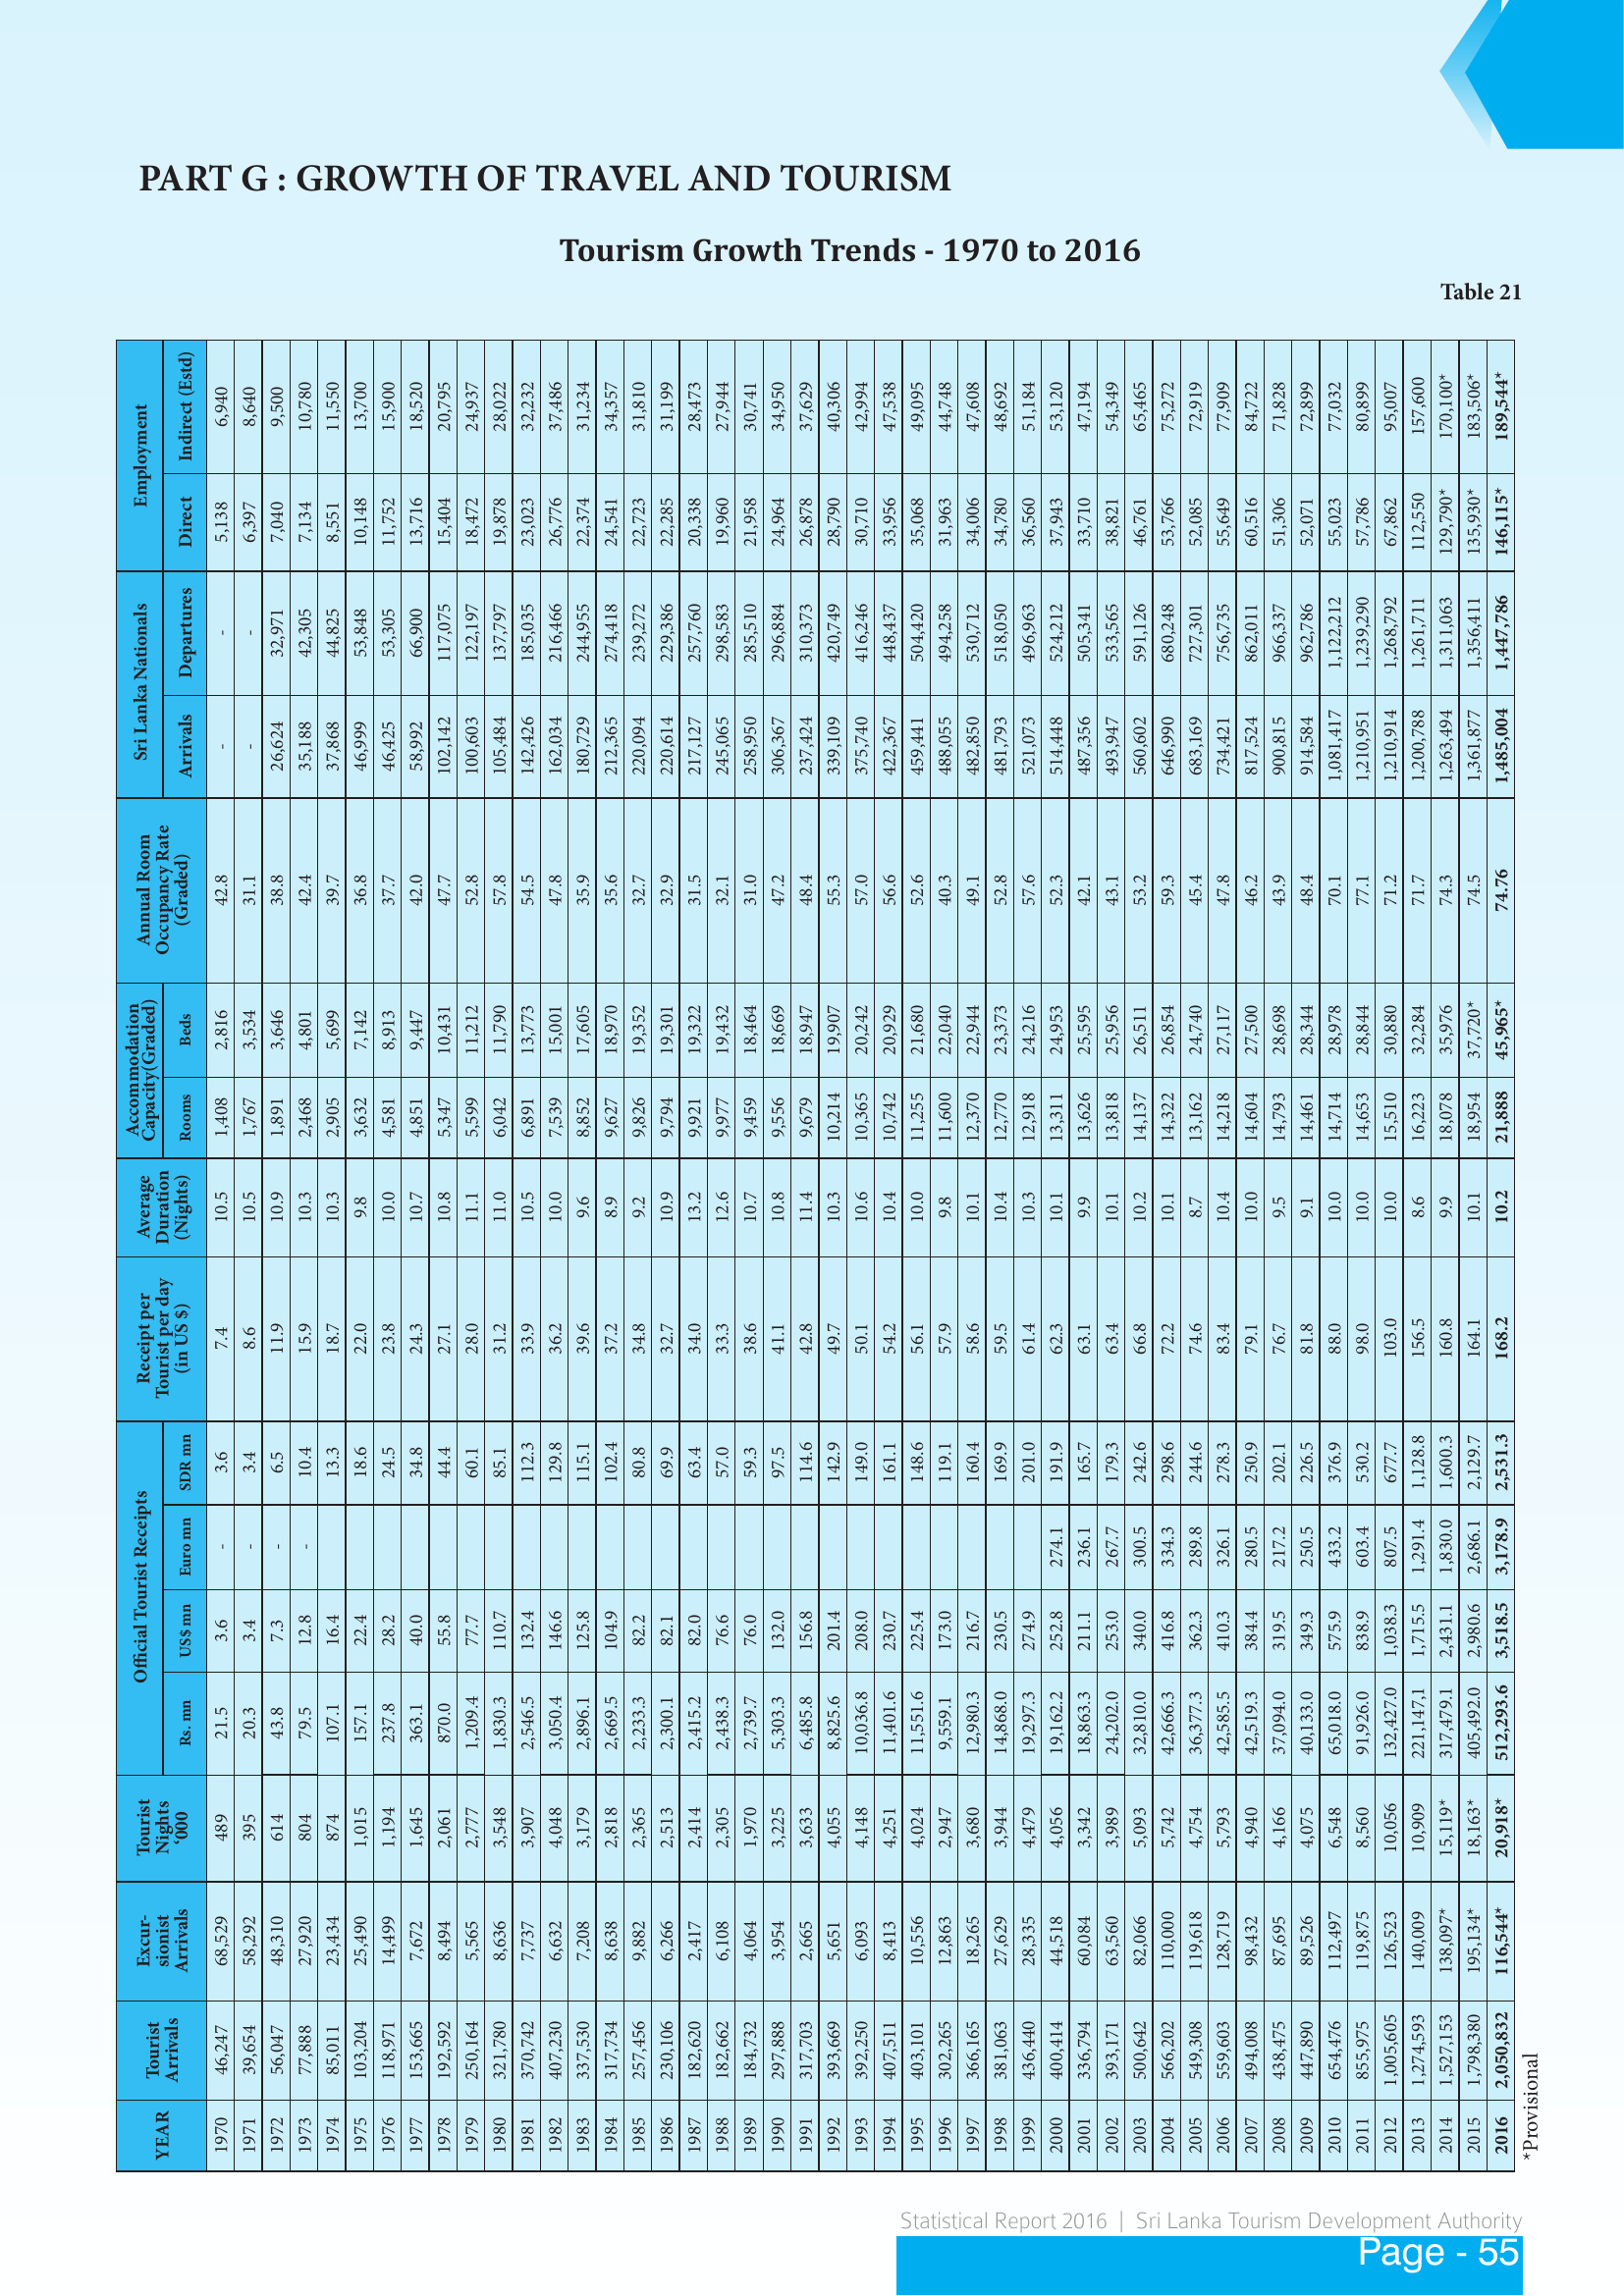 PART G : GROWTH OF TRAVEL AND TOURISM
Tourism Growth Trends - 1970 to 2016
Table 21
YEAR Tourist Arrivals Excur-sionist Arrivals Tourist Nights ‘000 Official Tourist Receipts Receipt per Tourist per day (in US $) Average Duration (Nights) Accommodation Capacity(Graded) Annual Room Occupancy Rate (Graded) Sri Lanka Nationals Employment
Rs. mn US$ mn Euro mn SDR mn Rooms Beds Arrivals Departures Direct Indirect (Estd)
1970 46,247 68,529 489 21.5 3.6 - 3.6 7.4 10.5 1,408 2,816 42.8 - - 5,138 6,940
1971 39,654 58,292 395 20.3 3.4 - 3.4 8.6 10.5 1,767 3,534 31.1 - - 6,397 8,640
1972 56,047 48,310 614 43.8 7.3 - 6.5 11.9 10.9 1,891 3,646 38.8 26,624 32,971 7,040 9,500
1973 77,888 27,920 804 79.5 12.8 - 10.4 15.9 10.3 2,468 4,801 42.4 35,188 42,305 7,134 10,780
1974 85,011 23,434 874 107.1 16.4 13.3 18.7 10.3 2,905 5,699 39.7 37,868 44,825 8,551 11,550
1975 103,204 25,490 1,015 157.1 22.4 18.6 22.0 9.8 3,632 7,142 36.8 46,999 53,848 10,148 13,700
1976 118,971 14,499 1,194 237.8 28.2 24.5 23.8 10.0 4,581 8,913 37.7 46,425 53,305 11,752 15,900
1977 153,665 7,672 1,645 363.1 40.0 34.8 24.3 10.7 4,851 9,447 42.0 58,992 66,900 13,716 18,520
1978 192,592 8,494 2,061 870.0 55.8 44.4 27.1 10.8 5,347 10,431 47.7 102,142 117,075 15,404 20,795
1979 250,164 5,565 2,777 1,209.4 77.7 60.1 28.0 11.1 5,599 11,212 52.8 100,603 122,197 18,472 24,937
1980 321,780 8,636 3,548 1,830.3 110.7 85.1 31.2 11.0 6,042 11,790 57.8 105,484 137,797 19,878 28,022
1981 370,742 7,737 3,907 2,546.5 132.4 112.3 33.9 10.5 6,891 13,773 54.5 142,426 185,035 23,023 32,232
1982 407,230 6,632 4,048 3,050.4 146.6 129.8 36.2 10.0 7,539 15,001 47.8 162,034 216,466 26,776 37,486
1983 337,530 7,208 3,179 2,896.1 125.8 115.1 39.6 9.6 8,852 17,605 35.9 180,729 244,955 22,374 31,234
1984 317,734 8,638 2,818 2,669.5 104.9 102.4 37.2 8.9 9,627 18,970 35.6 212,365 274,418 24,541 34,357
1985 257,456 9,882 2,365 2,233.3 82.2 80.8 34.8 9.2 9,826 19,352 32.7 220,094 239,272 22,723 31,810
1986 230,106 6,266 2,513 2,300.1 82.1 69.9 32.7 10.9 9,794 19,301 32.9 220,614 229,386 22,285 31,199
1987 182,620 2,417 2,414 2,415.2 82.0 63.4 34.0 13.2 9,921 19,322 31.5 217,127 257,760 20,338 28,473
1988 182,662 6,108 2,305 2,438.3 76.6 57.0 33.3 12.6 9,977 19,432 32.1 245,065 298,583 19,960 27,944
1989 184,732 4,064 1,970 2,739.7 76.0 59.3 38.6 10.7 9,459 18,464 31.0 258,950 285,510 21,958 30,741
1990 297,888 3,954 3,225 5,303.3 132.0 97.5 41.1 10.8 9,556 18,669 47.2 306,367 296,884 24,964 34,950
1991 317,703 2,665 3,633 6,485.8 156.8 114.6 42.8 11.4 9,679 18,947 48.4 237,424 310,373 26,878 37,629
1992 393,669 5,651 4,055 8,825.6 201.4 142.9 49.7 10.3 10,214 19,907 55.3 339,109 420,749 28,790 40,306
1993 392,250 6,093 4,148 10,036.8 208.0 149.0 50.1 10.6 10,365 20,242 57.0 375,740 416,246 30,710 42,994
1994 407,511 8,413 4,251 11,401.6 230.7 161.1 54.2 10.4 10,742 20,929 56.6 422,367 448,437 33,956 47,538
1995 403,101 10,556 4,024 11,551.6 225.4 148.6 56.1 10.0 11,255 21,680 52.6 459,441 504,420 35,068 49,095
1996 302,265 12,863 2,947 9,559.1 173.0 119.1 57.9 9.8 11,600 22,040 40.3 488,055 494,258 31,963 44,748
1997 366,165 18,265 3,680 12,980.3 216.7 160.4 58.6 10.1 12,370 22,944 49.1 482,850 530,712 34,006 47,608
1998 381,063 27,629 3,944 14,868.0 230.5 169.9 59.5 10.4 12,770 23,373 52.8 481,793 518,050 34,780 48,692
1999 436,440 28,335 4,479 19,297.3 274.9 201.0 61.4 10.3 12,918 24,216 57.6 521,073 496,963 36,560 51,184
2000 400,414 44,518 4,056 19,162.2 252.8 274.1 191.9 62.3 10.1 13,311 24,953 52.3 514,448 524,212 37,943 53,120
2001 336,794 60,084 3,342 18,863.3 211.1 236.1 165.7 63.1 9.9 13,626 25,595 42.1 487,356 505,341 33,710 47,194
2002 393,171 63,560 3,989 24,202.0 253.0 267.7 179.3 63.4 10.1 13,818 25,956 43.1 493,947 533,565 38,821 54,349
2003 500,642 82,066 5,093 32,810.0 340.0 300.5 242.6 66.8 10.2 14,137 26,511 53.2 560,602 591,126 46,761 65,465
2004 566,202 110,000 5,742 42,666.3 416.8 334.3 298.6 72.2 10.1 14,322 26,854 59.3 646,990 680,248 53,766 75,272
2005 549,308 119,618 4,754 36,377.3 362.3 289.8 244.6 74.6 8.7 13,162 24,740 45.4 683,169 727,301 52,085 72,919
2006 559,603 128,719 5,793 42,585.5 410.3 326.1 278.3 83.4 10.4 14,218 27,117 47.8 734,421 756,735 55,649 77,909
2007 494,008 98,432 4,940 42,519.3 384.4 280.5 250.9 79.1 10.0 14,604 27,500 46.2 817,524 862,011 60,516 84,722
2008 438,475 87,695 4,166 37,094.0 319.5 217.2 202.1 76.7 9.5 14,793 28,698 43.9 900,815 966,337 51,306 71,828
2009 447,890 89,526 4,075 40,133.0 349.3 250.5 226.5 81.8 9.1 14,461 28,344 48.4 914,584 962,786 52,071 72,899
2010 654,476 112,497 6,548 65,018.0 575.9 433.2 376.9 88.0 10.0 14,714 28,978 70.1 1,081,417 1,122,212 55,023 77,032
2011 855,975 119,875 8,560 91,926.0 838.9 603.4 530.2 98.0 10.0 14,653 28,844 77.1 1,210,951 1,239,290 57,786 80,899
2012 1,005,605 126,523 10,056 132,427.0 1,038.3 807.5 677.7 103.0 10.0 15,510 30,880 71.2 1,210,914 1,268,792 67,862 95,007
2013 1,274,593 140,009 10,909 221,147.1 1,715.5 1,291.4 1,128.8 156.5 8.6 16,223 32,284 71.7 1,200,788 1,261,711 112,550 157,600
2014 1,527,153 138,097* 15,119* 317,479.1 2,431.1 1,830.0 1,600.3 160.8 9.9 18,078 35,976 74.3 1,263,494 1,311,063 129,790* 170,100*
2015 1,798,380 195,134* 18,163* 405,492.0 2,980.6 2,686.1 2,129.7 164.1 10.1 18,954 37,720* 74.5 1,361,877 1,356,411 135,930* 183,506*
2016 2,050,832 116,544* 20,918* 512,293.6 3,518.5 3,178.9 2,531.3 168.2 10.2 21,888 45,965* 74.76 1,485,004 1,447,786 146,115* 189,544*
*Provisional
Statistical Report 2016 | Sri Lanka Tourism Development Authority
Page - 55